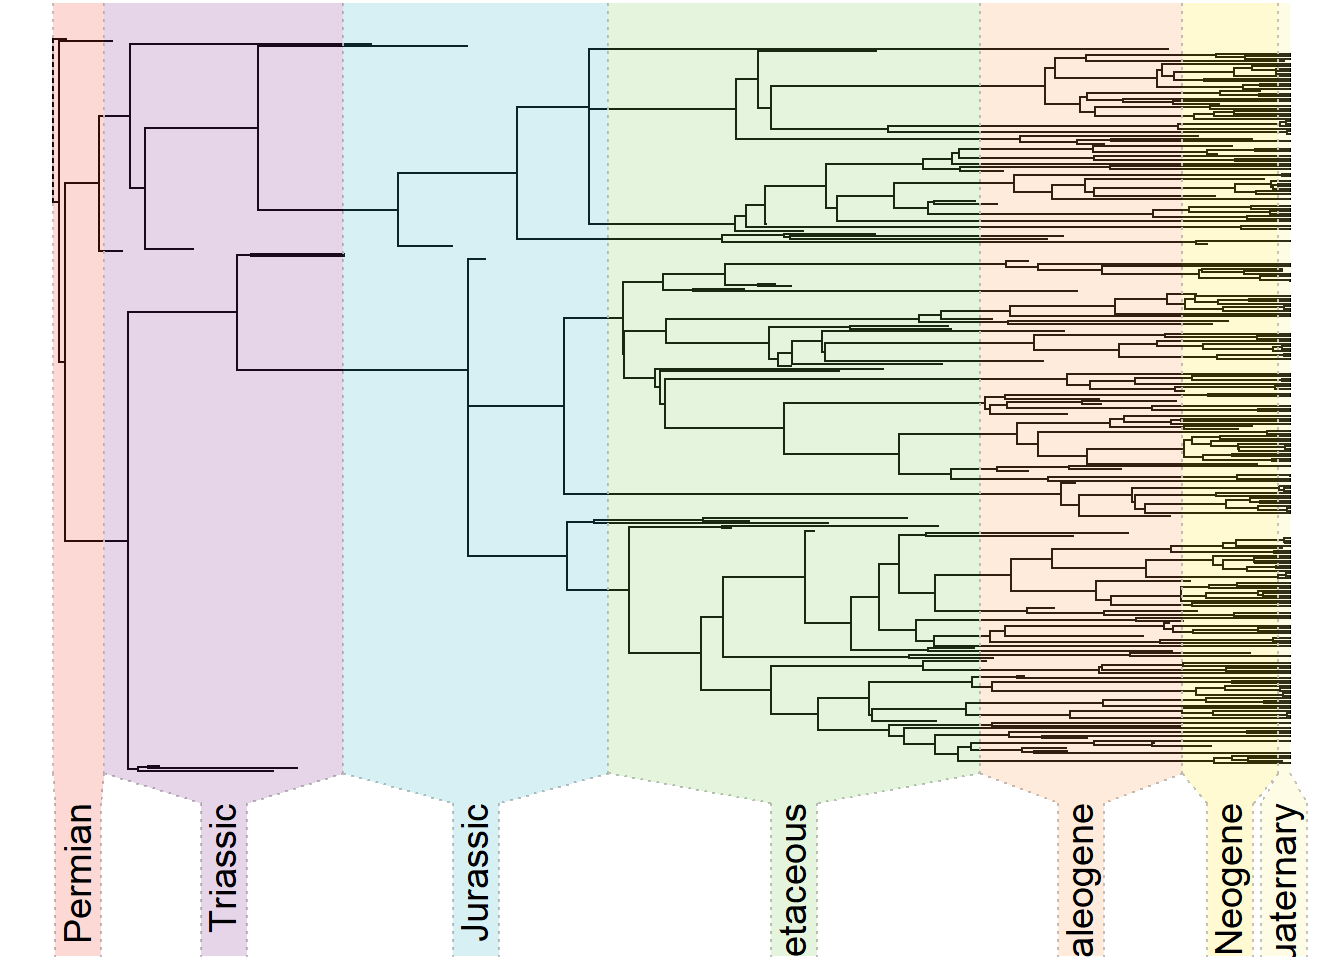 Permian
Triassic
Jurassic
etaceous
aleogene
Neogene
uaternary